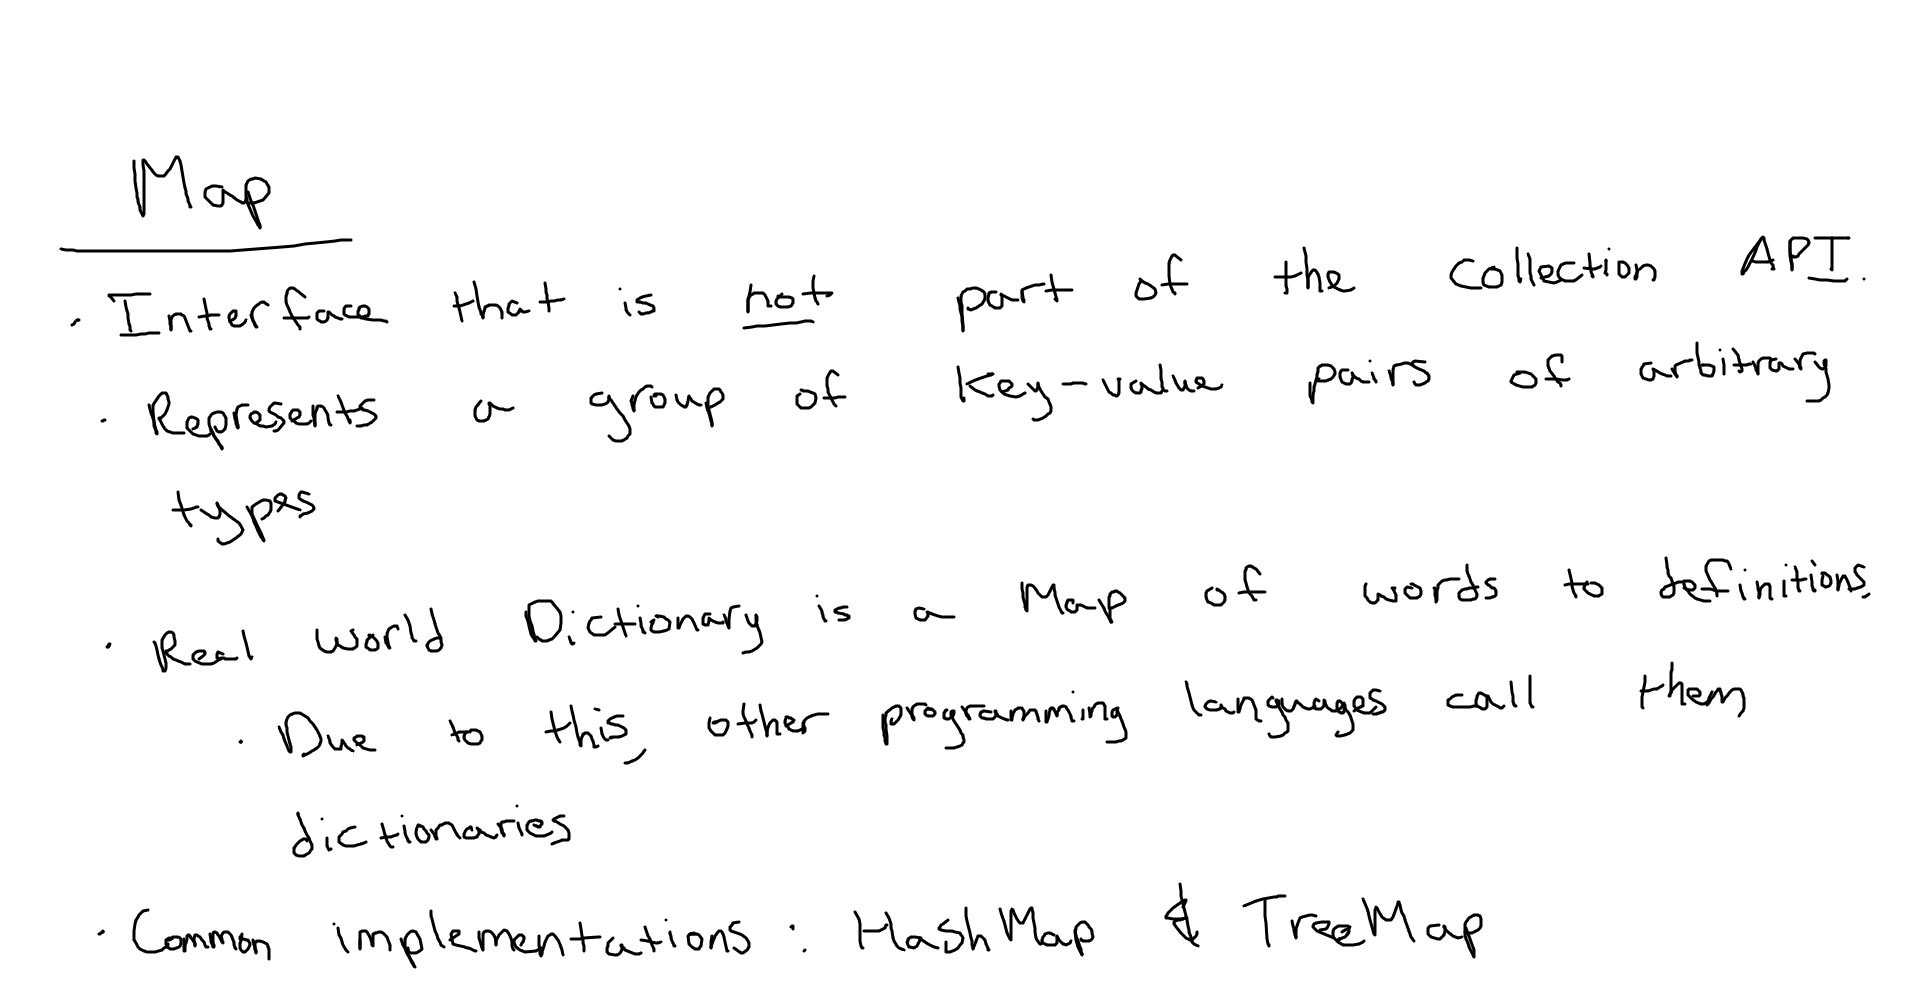 Map
· Interface that is not part of the Collection API.
· Represents a group of key-value pairs of arbitrary
types
· Real world Dictionary is a Map of words to definitions.
· Due to this, other programming languages call them
dictionaries
· Common implementations: HashMap & TreeMap